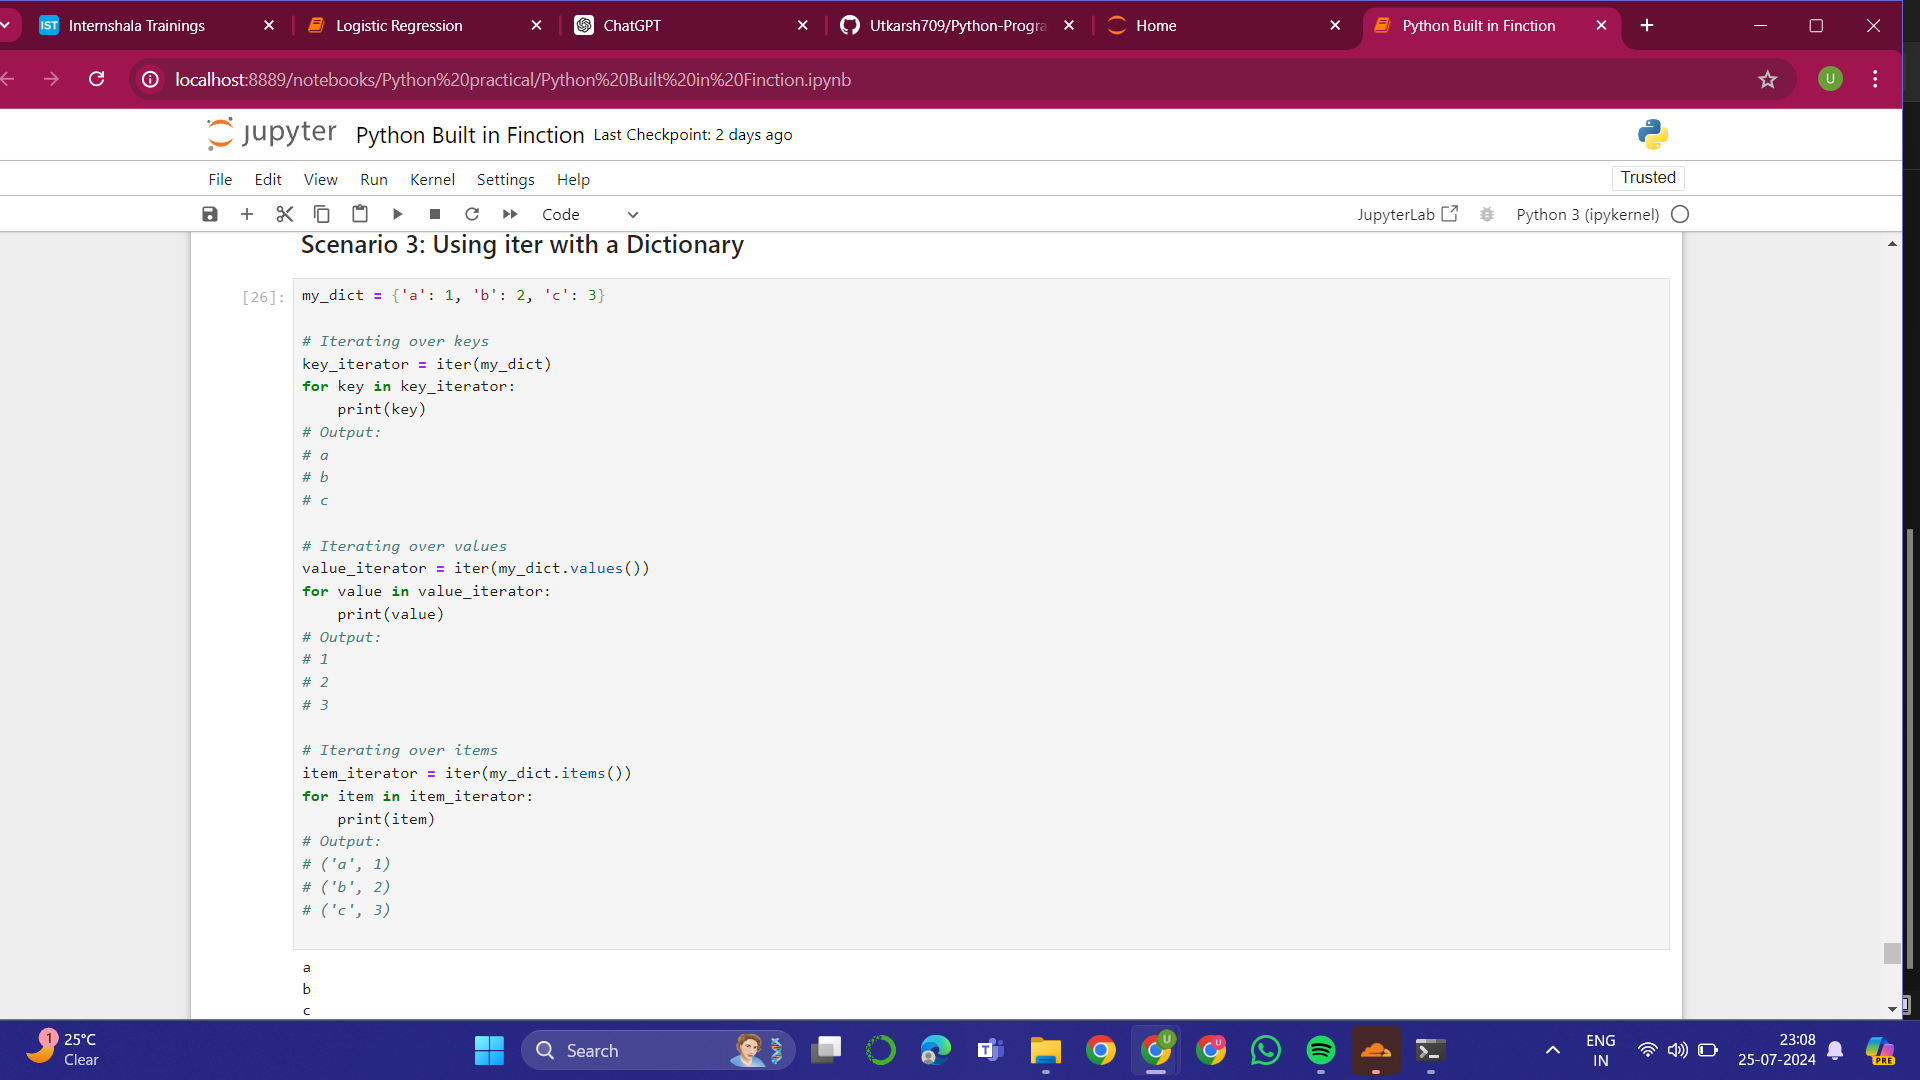 IST Internshala Trainings
Logistic Regression
ChatGPT
Utkarsh709/Python-Progra
Home
Python Built in Finction
localhost:8889/notebooks/Python%20practical/Python%20Built%20in%20Finction.ipynb
U
jupyter Python Built in Finction Last Checkpoint: 2 days ago
File Edit View Run Kernel Settings Help
Trusted
Code
JupyterLab Python 3 (ipykernel)
Scenario 3: Using iter with a Dictionary
[26]:
my_dict = {'a': 1, 'b': 2, 'c': 3}
# Iterating over keys
key_iterator = iter(my_dict)
for key in key_iterator:
    print(key)
# Output:
# a
# b
# c
# Iterating over values
value_iterator = iter(my_dict.values())
for value in value_iterator:
    print(value)
# Output:
# 1
# 2
# 3
# Iterating over items
item_iterator = iter(my_dict.items())
for item in item_iterator:
    print(item)
# Output:
# ('a', 1)
# ('b', 2)
# ('c', 3)
a
b
c
1
25°C
Clear
Search
U
U
ENG
IN
23:08
25-07-2024
PRE